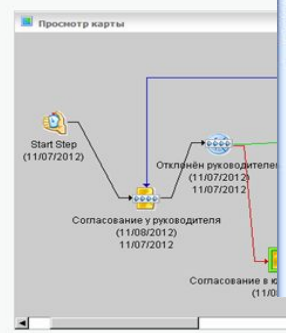 Просмотр карты
Start Step
(11/07/2012)
Отклонён руководителе
(11/07/2012)
11/07/2012
Согласование у руководителя
(11/08/2012)
11/07/2012
Согласование в к
(11/0